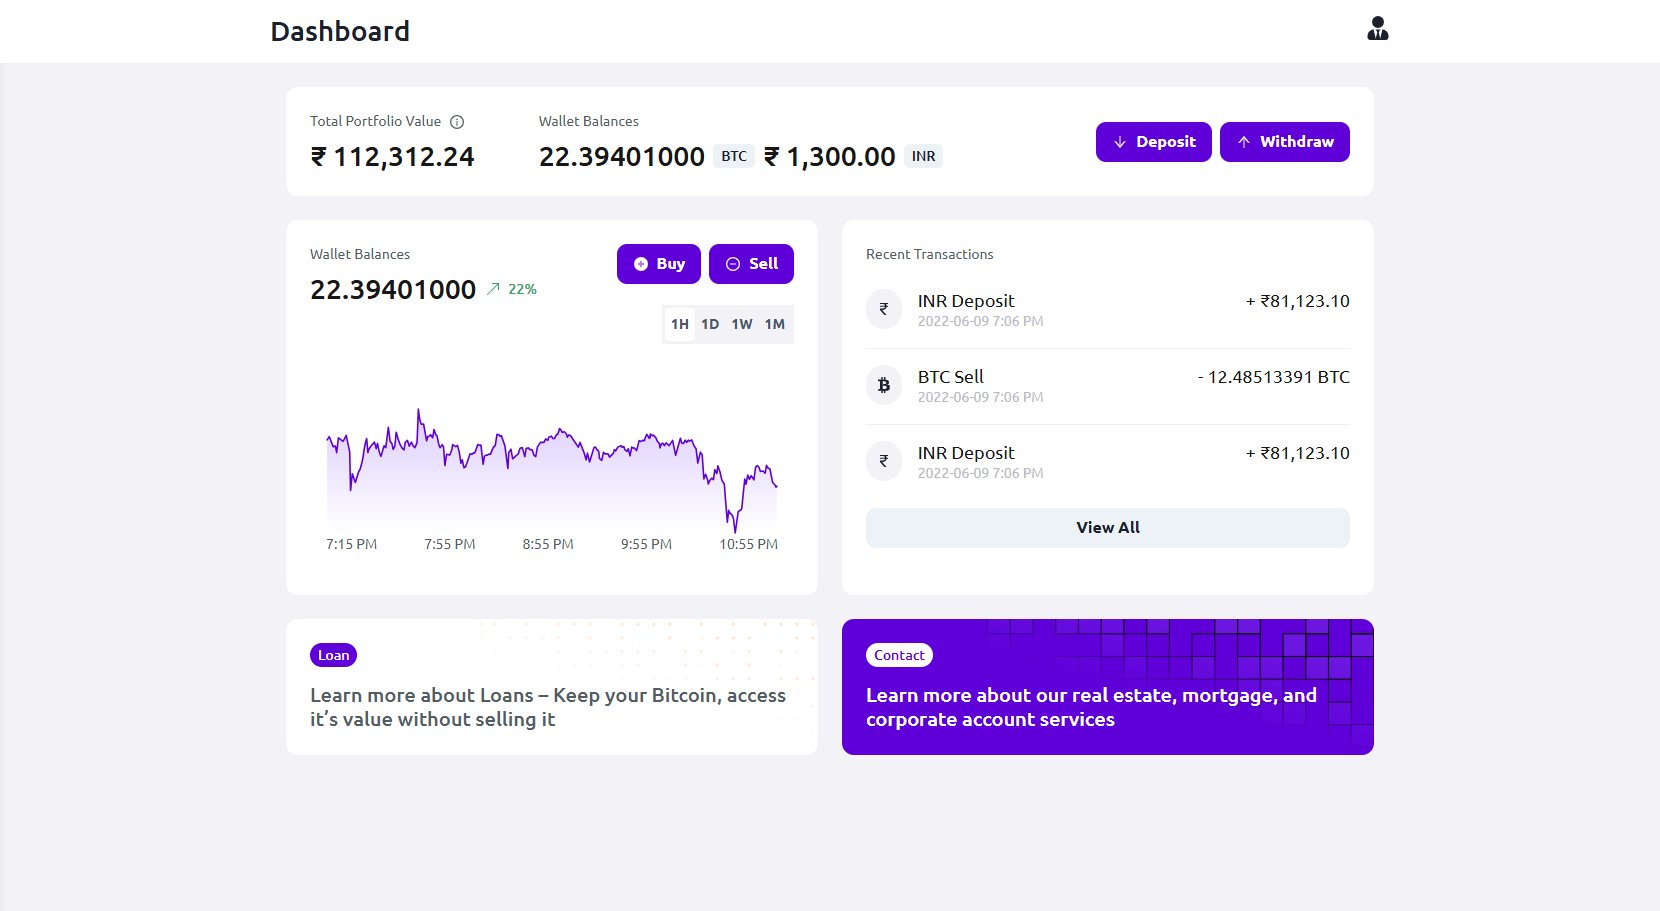 Dashboard
Total Portfolio Value
₹ 112,312.24
Wallet Balances
22.39401000 BTC ₹ 1,300.00 INR
Deposit
Withdraw
Wallet Balances
22.39401000 22%
Buy
Sell
1H 1D 1W 1M
7:15 PM 7:55 PM 8:55 PM 9:55 PM 10:55 PM
Recent Transactions
₹ INR Deposit + ₹81,123.10
2022-06-09 7:06 PM
BTC Sell - 12.48513391 BTC
2022-06-09 7:06 PM
₹ INR Deposit + ₹81,123.10
2022-06-09 7:06 PM
View All
Loan
Learn more about Loans – Keep your Bitcoin, access
it’s value without selling it
Contact
Learn more about our real estate, mortgage, and
corporate account services